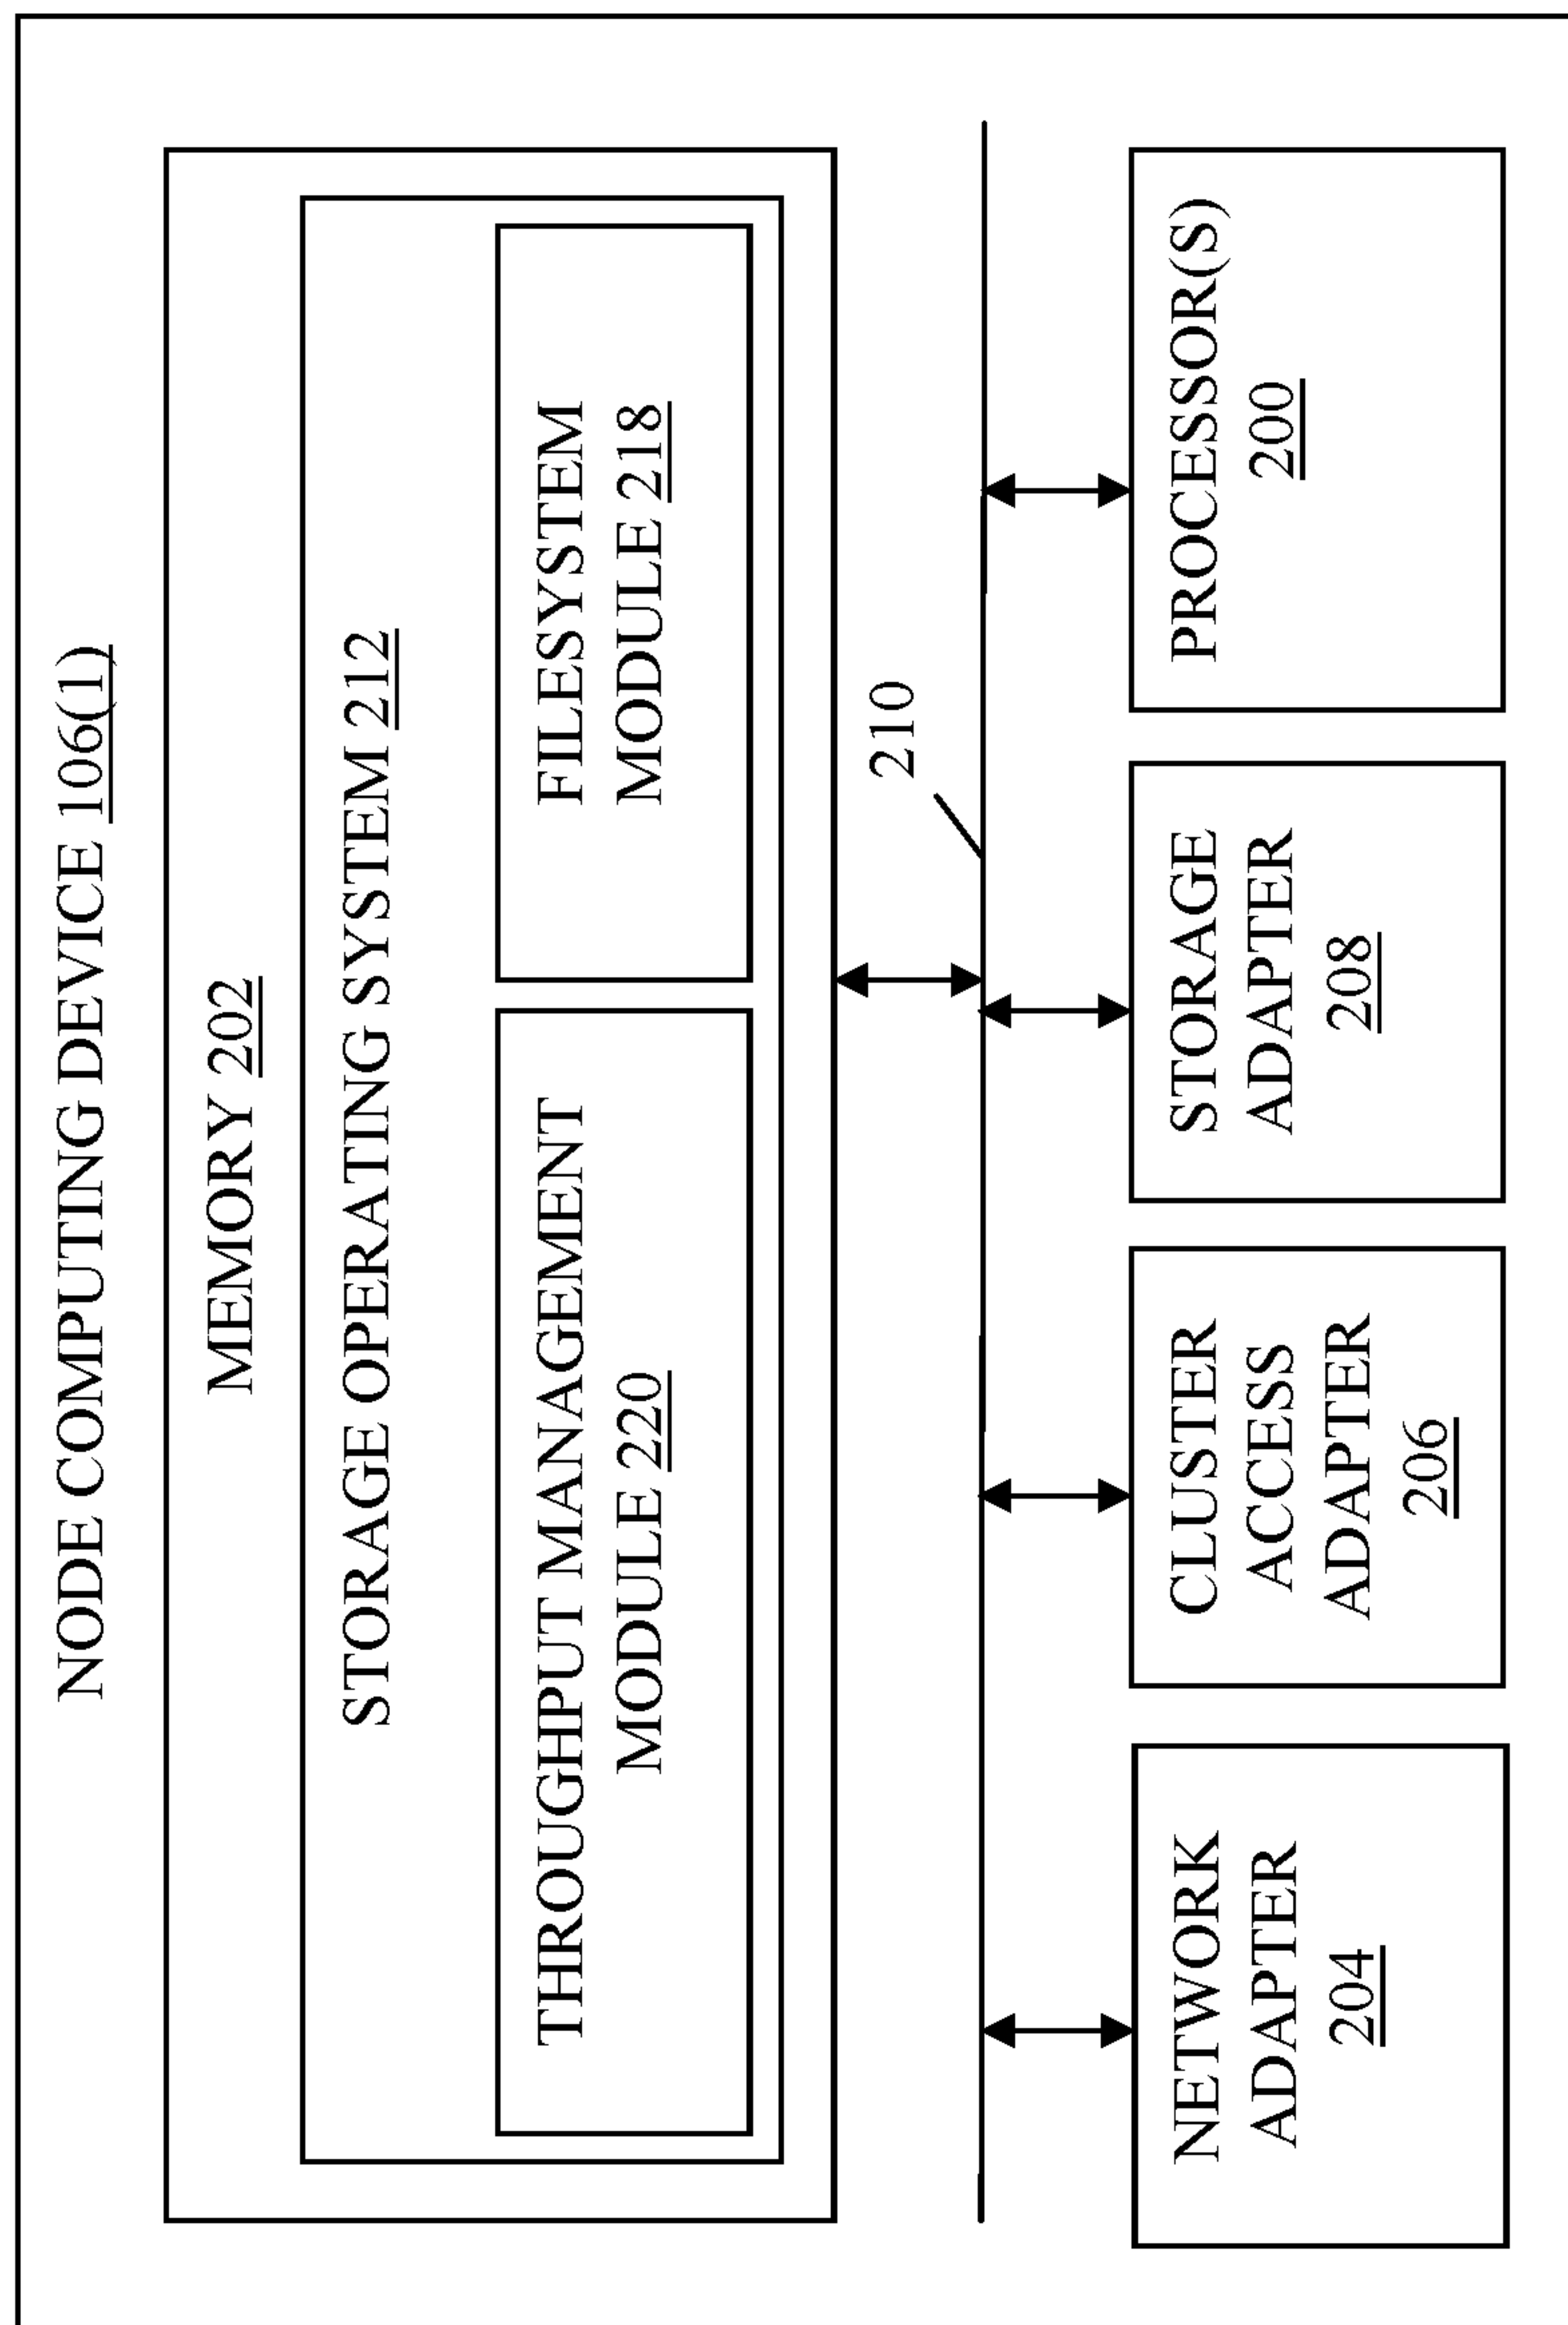 NODE COMPUTING DEVICE 106(1)
MEMORY 202
STORAGE OPERATING SYSTEM 212
THROUGHPUT MANAGEMENT
MODULE 220
FILESYSTEM
MODULE 218
210
NETWORK
ADAPTER
204
CLUSTER
ACCESS
ADAPTER
206
STORAGE
ADAPTER
208
PROCESSOR(S)
200